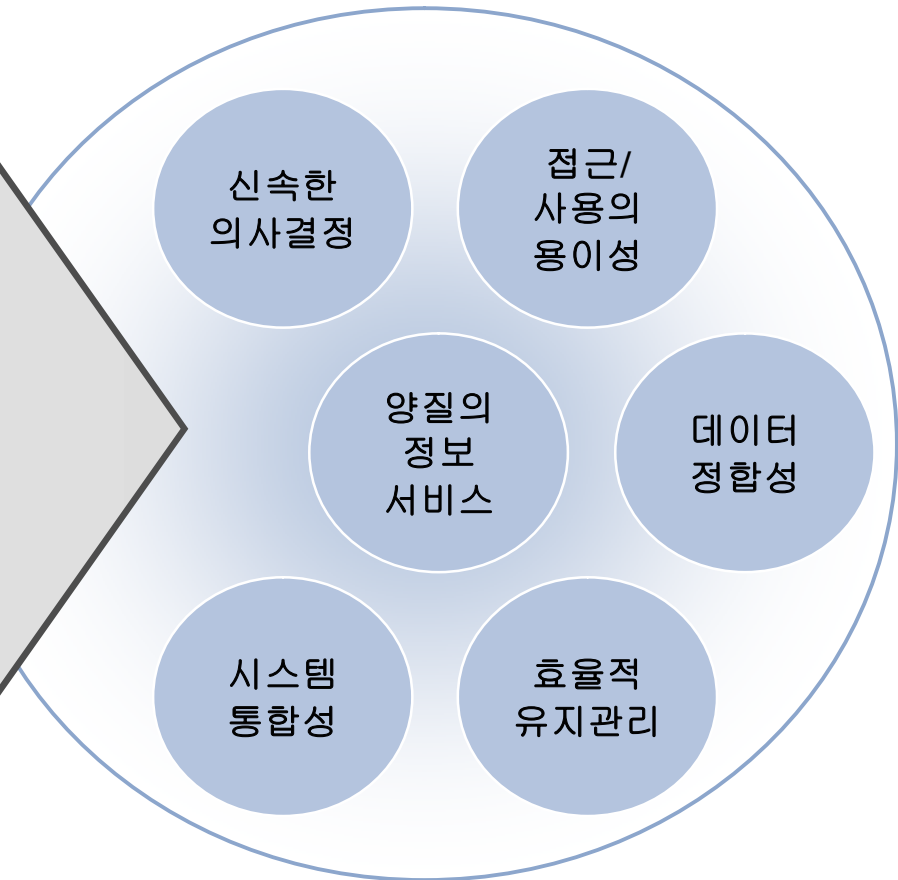 신속한
의사결정
접근/
사용의
용이성
양질의
정보
서비스
데이터
정합성
시스템
통합성
효율적
유지관리